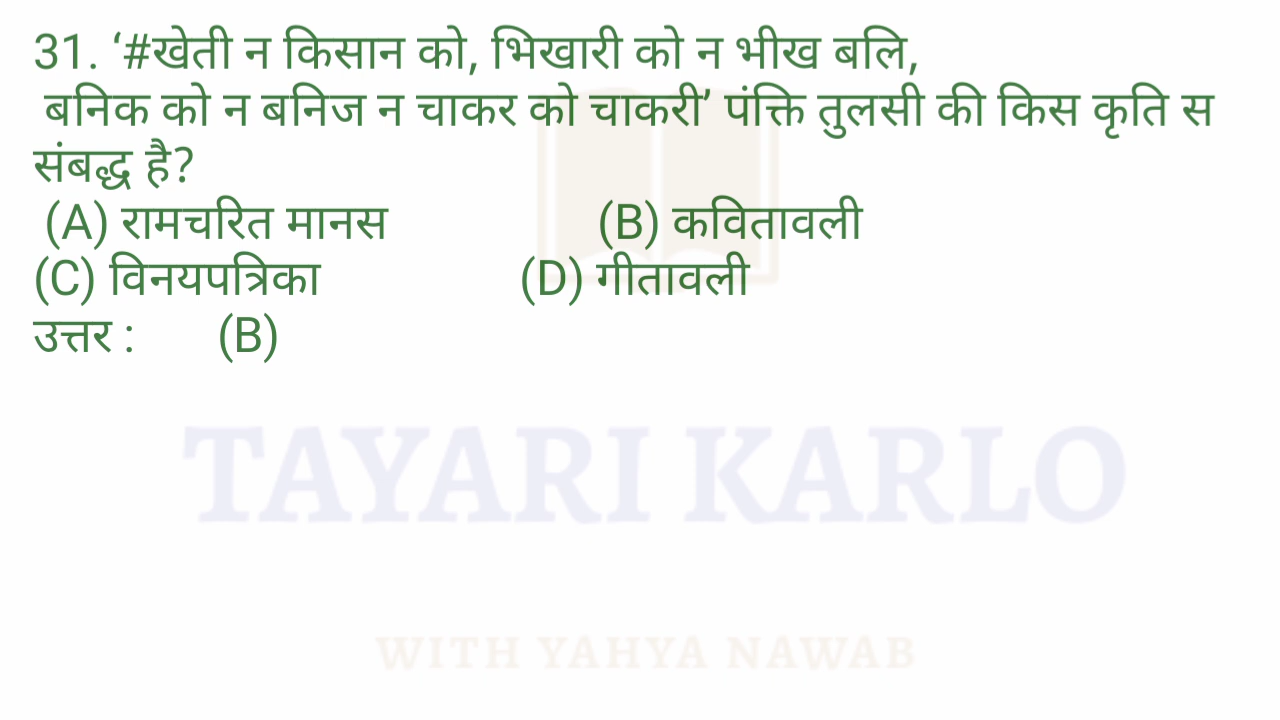 31. ‘#खेती न किसान को, भिखारी को न भीख बलि,
बनिक को न बनिज न चाकर को चाकरी’ पंक्ति तुलसी की किस कृति स
संबद्ध है?
(A) रामचरित मानस (B) कवितावली
(C) विनयपत्रिका (D) गीतावली
उत्तर : (B)
TAYARI KARLO
WITH YAHYA NAWAB